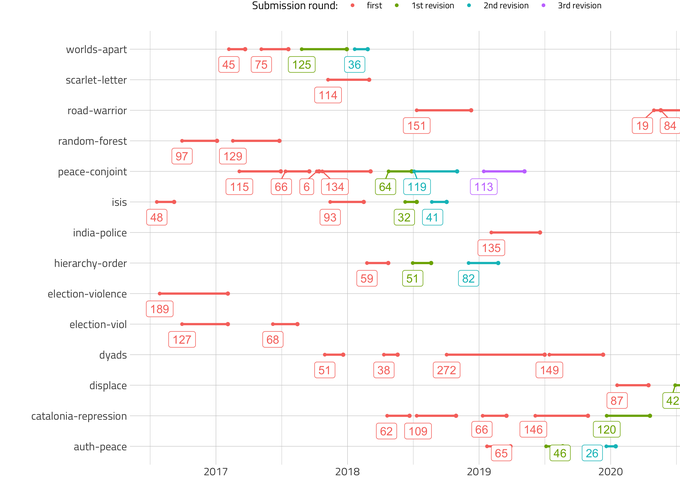 Submission round: first 1st revision 2nd revision 3rd revision
worlds-apart
45 75 125 36
scarlet-letter
114
road-warrior
151 19 84
random-forest
97 129
peace-conjoint
115 66 6 134 64 119 113
isis
48 93 32 41
india-police
135
hierarchy-order
59 51 82
election-violence
189
election-viol
127 68
dyads
51 38 272 149
displace
87 42
catalonia-repression
62 109 66 146 120
auth-peace
65 46 26
2017 2018 2019 2020